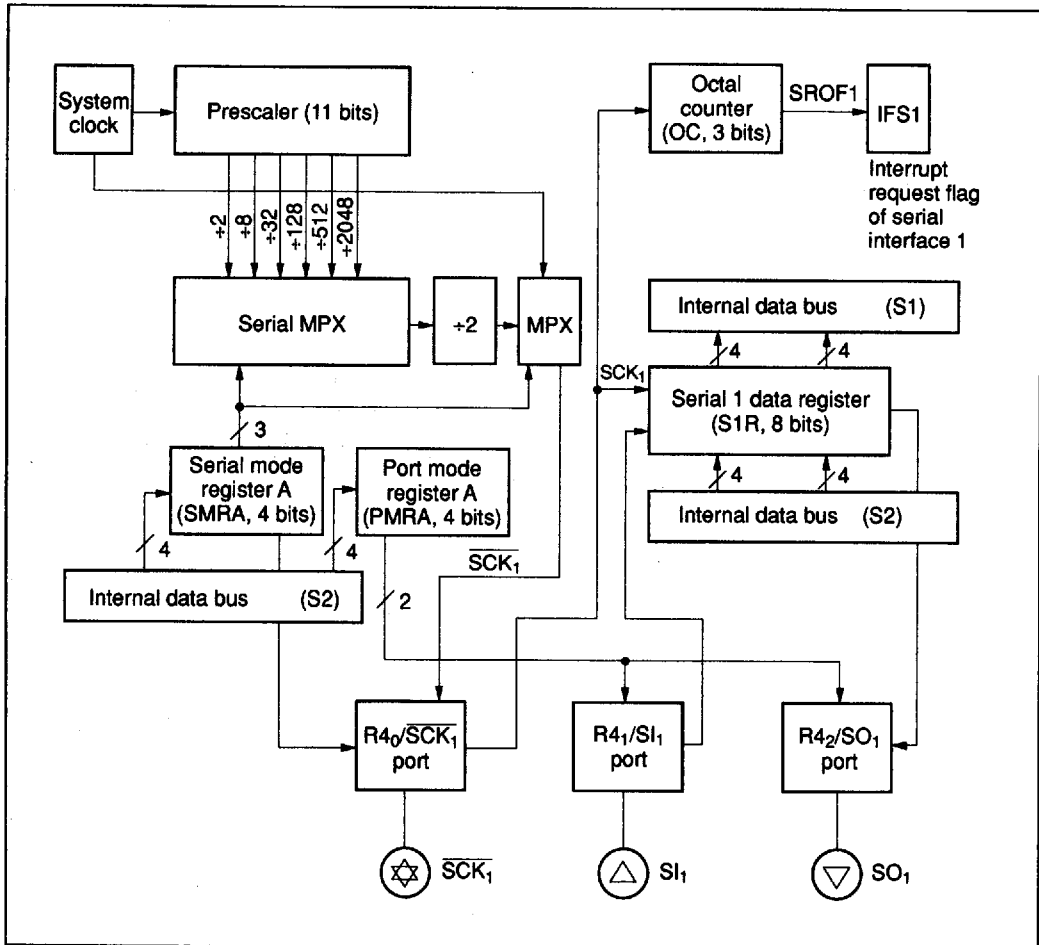 System
clock
Prescaler (11 bits)
Octal
counter
(OC, 3 bits)
SROF1
IFS1
Interrupt
request flag
of serial
interface 1
÷2
÷8
÷32
÷128
÷512
÷2048
Serial MPX
÷2
MPX
Internal data bus (S1)
4
4
SCK₁
Serial 1 data register
(S1R, 8 bits)
3
4
4
Serial mode
register A
(SMRA, 4 bits)
Port mode
register A
(PMRA, 4 bits)
Internal data bus (S2)
4
4
S̅C̅K̅₁̅
Internal data bus (S2)
2
R4₀/S̅C̅K̅₁̅
port
R4₁/SI₁
port
R4₂/SO₁
port
S̅C̅K̅₁̅
SI₁
SO₁